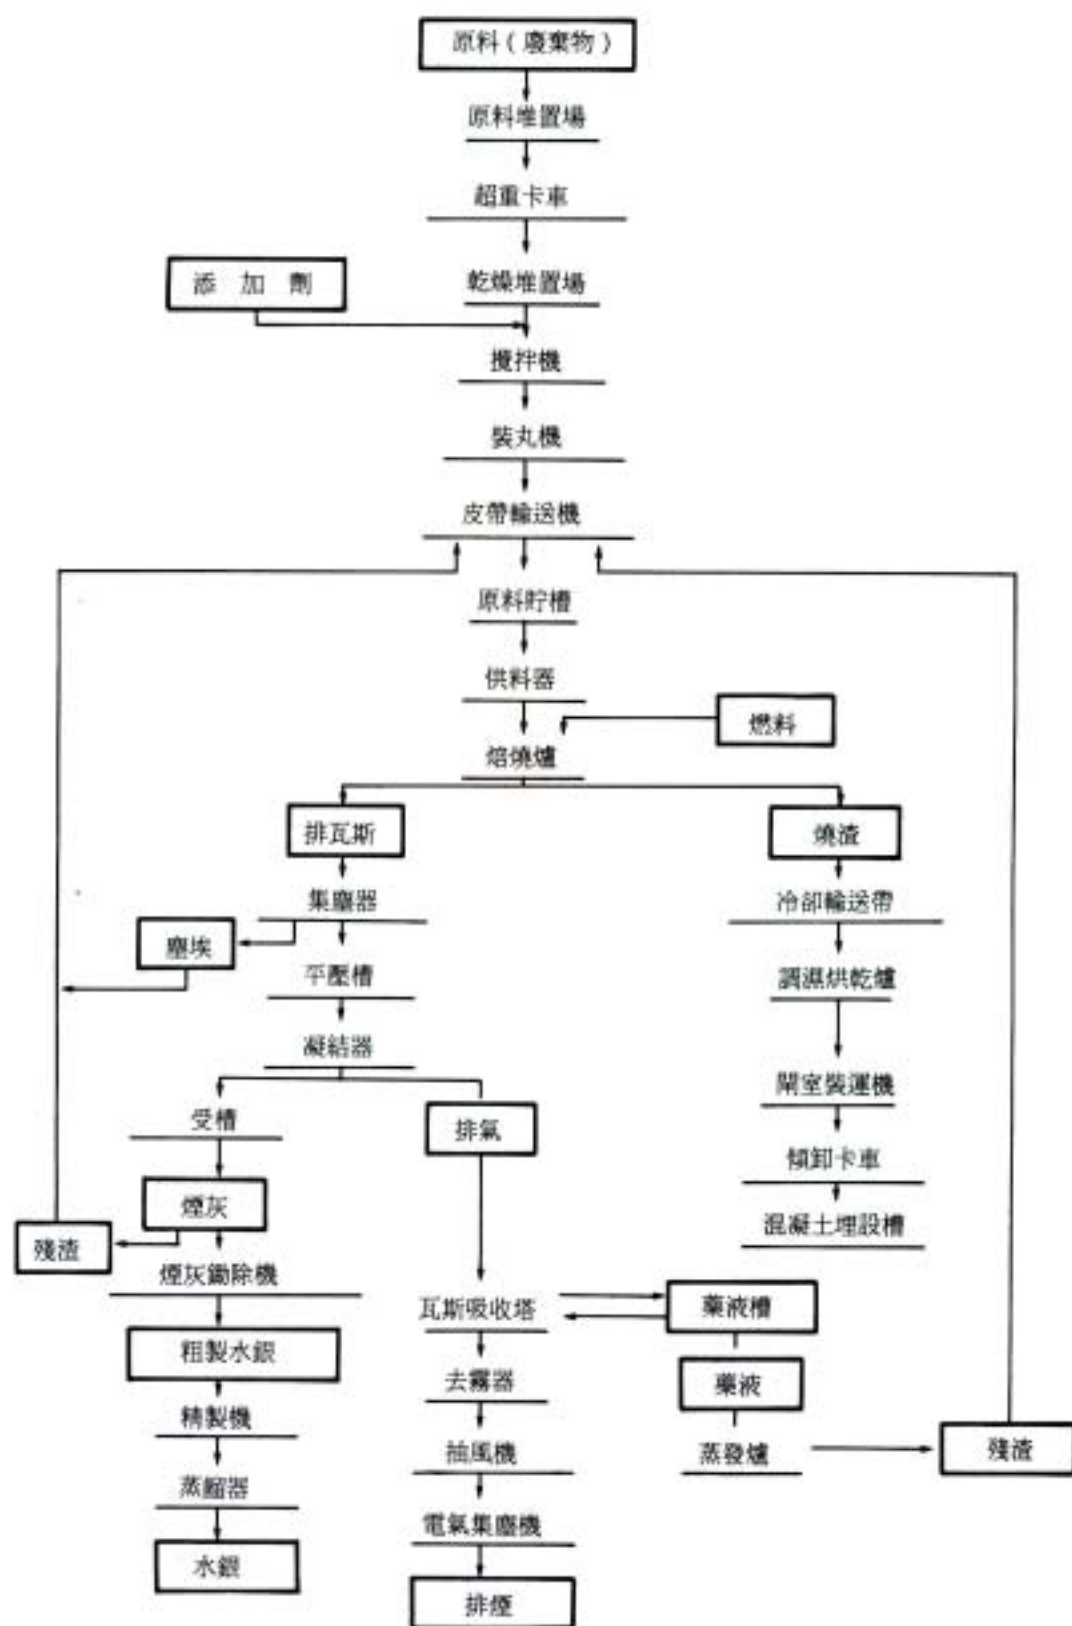 原料（廢棄物）
原料堆置場
超重卡車
添加劑
乾燥堆置場
攪拌機
裝丸機
皮帶輸送機
原料貯槽
供料器
燃料
焙燒爐
排瓦斯
燒渣
集塵器
冷卻輸送帶
塵埃
平壓槽
調濕烘乾爐
凝結器
閘室裝運機
受槽
排氣
傾卸卡車
煙灰
混凝土埋設槽
殘渣
煙灰鋤除機
瓦斯吸收塔
藥液槽
粗製水銀
去霧器
藥液
精製機
抽風機
蒸發爐
殘渣
蒸餾器
電氣集塵機
水銀
排煙